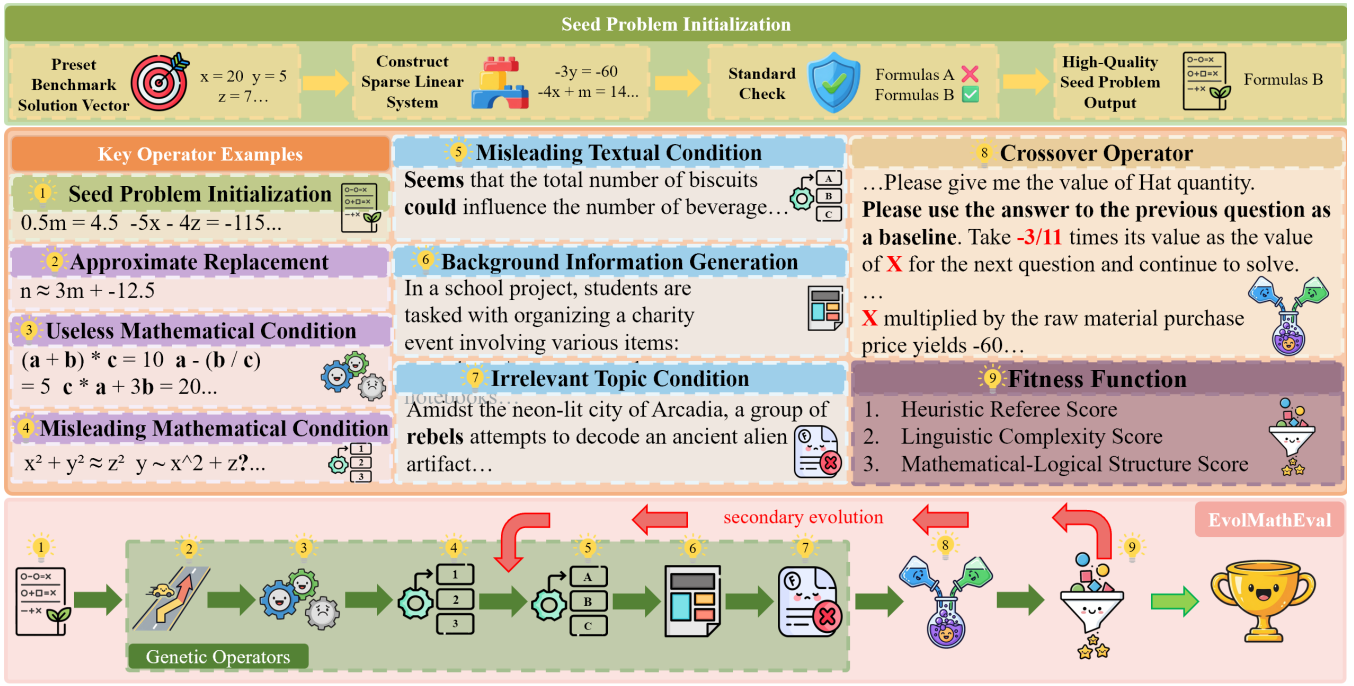 Seed Problem Initialization
Preset
Benchmark
Solution Vector
x = 20 y = 5
z = 7…
Construct
Sparse Linear
System
-3y = -60
-4x + m = 14...
Standard
Check
Formulas A ❌
Formulas B ✅
High-Quality
Seed Problem
Output
Formulas B
Key Operator Examples
1 Seed Problem Initialization
0.5m = 4.5 -5x - 4z = -115...
2 Approximate Replacement
n ≈ 3m + -12.5
3 Useless Mathematical Condition
(a + b) * c = 10 a - (b / c)
= 5 c * a + 3b = 20...
4 Misleading Mathematical Condition
x² + y² ≈ z² y ~ x^2 + z?...
5 Misleading Textual Condition
Seems that the total number of biscuits
could influence the number of beverage…
6 Background Information Generation
In a school project, students are
tasked with organizing a charity
event involving various items:
7 Irrelevant Topic Condition
notebooks…
Amidst the neon-lit city of Arcadia, a group of
rebels attempts to decode an ancient alien
artifact…
8 Crossover Operator
…Please give me the value of Hat quantity.
Please use the answer to the previous question as
a baseline. Take -3/11 times its value as the value
of X for the next question and continue to solve.
…
X multiplied by the raw material purchase
price yields -60…
9 Fitness Function
1. Heuristic Referee Score
2. Linguistic Complexity Score
3. Mathematical-Logical Structure Score
secondary evolution
EvolMathEval
1
2
3
4
5
6
7
8
9
1
2
3
A
B
C
Genetic Operators